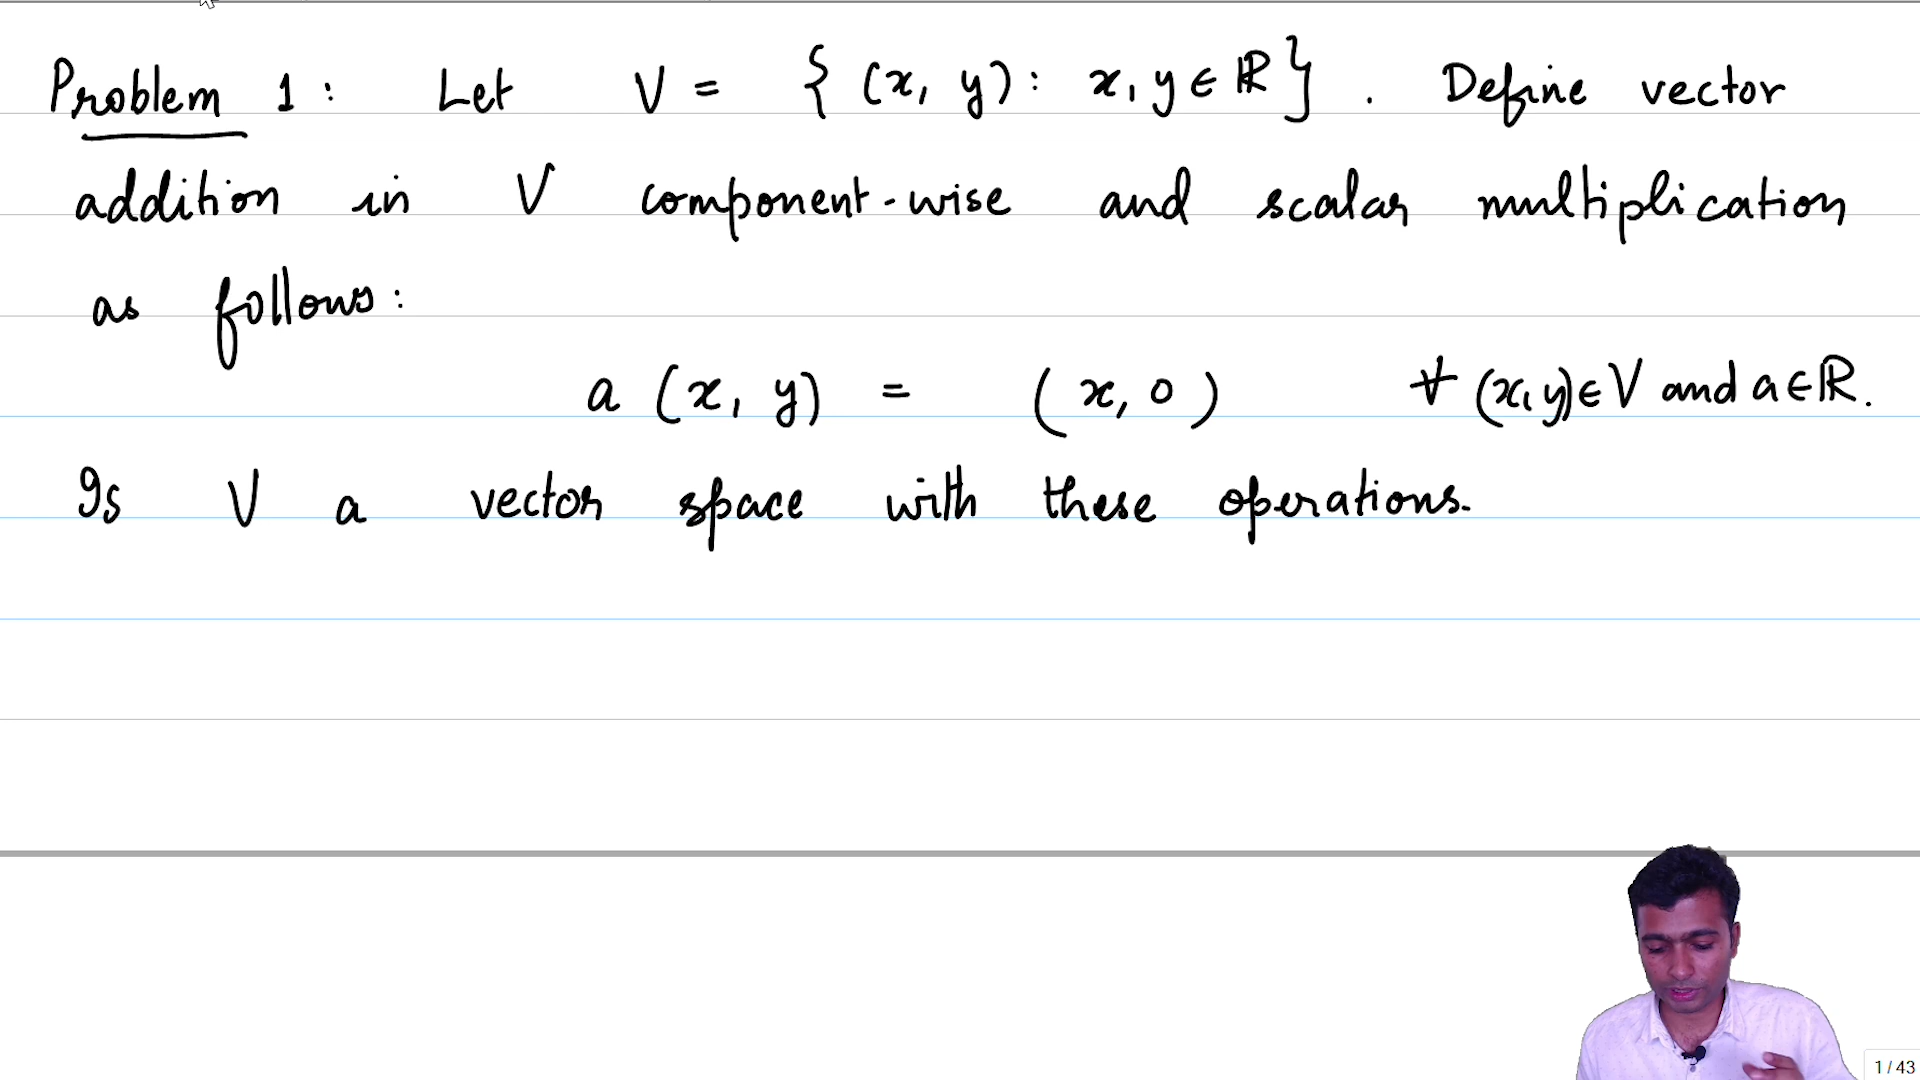 Problem 1 : Let V = { (x, y) : x, y ∈ ℝ } . Define vector
addition in V component-wise and scalar multiplication
as follows :
a (x, y) = ( x, 0 ) ∀ (x, y) ∈ V and a ∈ ℝ.
Is V a vector space with these operations.
1 / 43